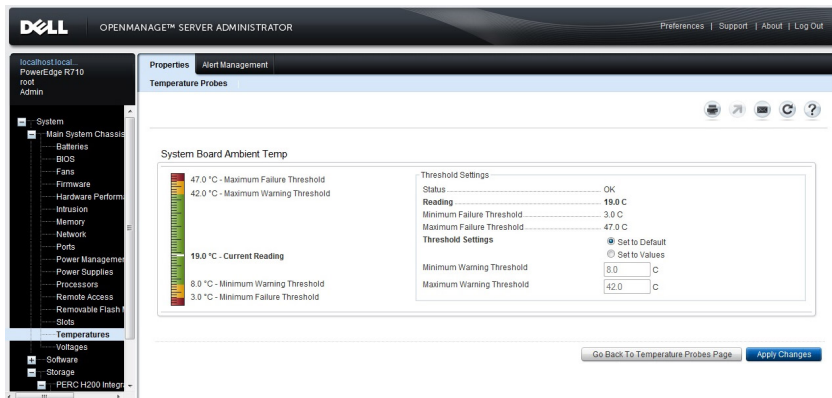 DELL OPENMANAGE™ SERVER ADMINISTRATOR Preferences | Support | About | Log Out
localhost.local...
PowerEdge R710
root
Admin
Properties Alert Management
Temperature Probes
System
Main System Chassis
Batteries
BIOS
Fans
Firmware
Hardware Performa
Intrusion
Memory
Network
Ports
Power Managemen
Power Supplies
Processors
Remote Access
Removable Flash M
Slots
Temperatures
Voltages
Software
Storage
PERC H200 Integra
System Board Ambient Temp
47.0 °C - Maximum Failure Threshold
42.0 °C - Maximum Warning Threshold
19.0 °C - Current Reading
8.0 °C - Minimum Warning Threshold
3.0 °C - Minimum Failure Threshold
Threshold Settings
Status OK
Reading 19.0 C
Minimum Failure Threshold 3.0 C
Maximum Failure Threshold 47.0 C
Threshold Settings Set to Default
Set to Values
Minimum Warning Threshold 8.0 C
Maximum Warning Threshold 42.0 C
Go Back To Temperature Probes Page Apply Changes